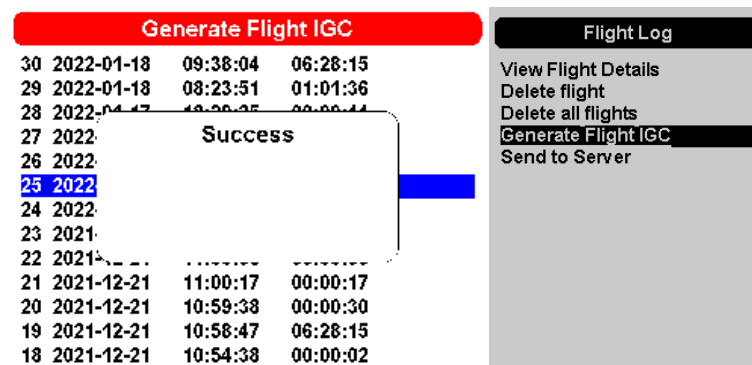 Generate Flight IGC
30 2022-01-18 09:38:04 06:28:15
29 2022-01-18 08:23:51 01:01:36
28 2022-
27 2022-
26 2022-
25 2022
24 2022-
23 2021-
22 2021-
21 2021-12-21 11:00:17 00:00:17
20 2021-12-21 10:59:38 00:00:30
19 2021-12-21 10:58:47 06:28:15
18 2021-12-21 10:54:38 00:00:02
Success
Flight Log
View Flight Details
Delete flight
Delete all flights
Generate Flight IGC
Send to Server